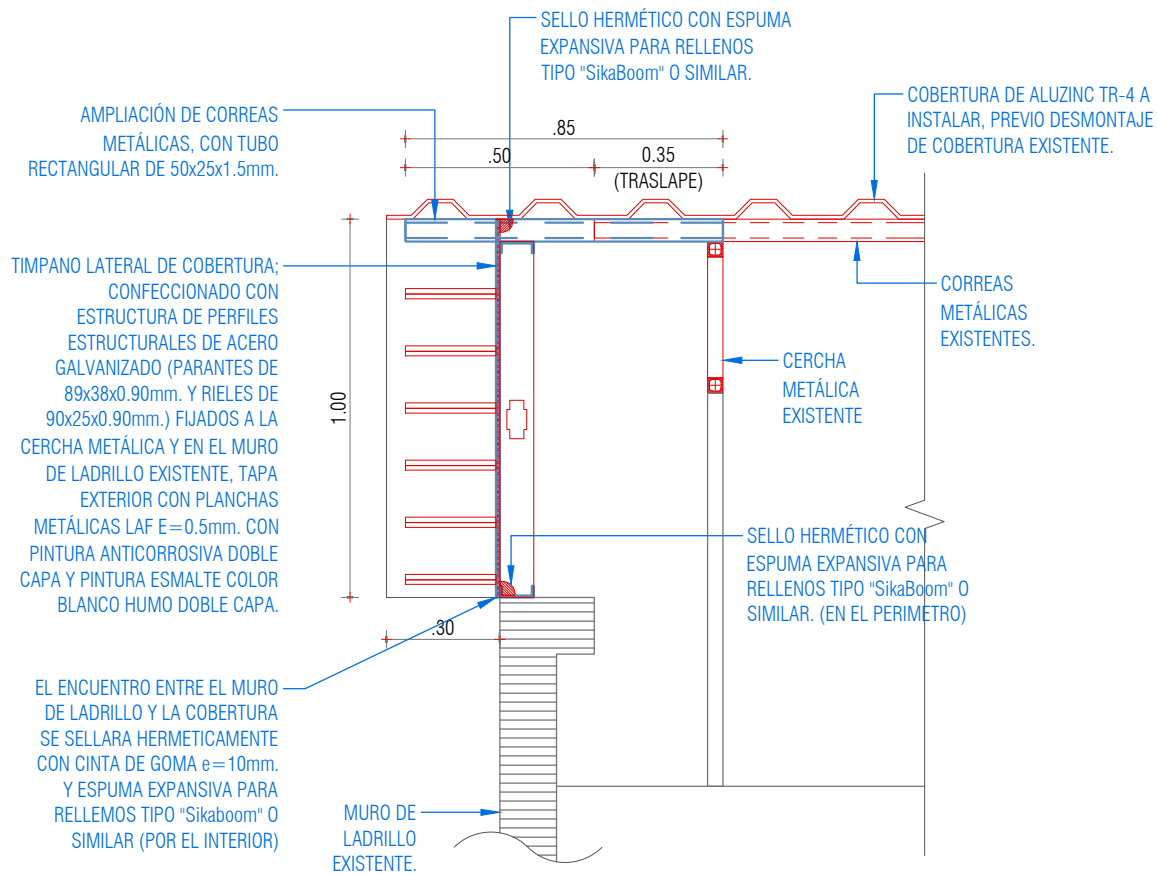 SELLO HERMÉTICO CON ESPUMA
EXPANSIVA PARA RELLENOS
TIPO "SikaBoom" O SIMILAR.
AMPLIACIÓN DE CORREAS
METÁLICAS, CON TUBO
RECTANGULAR DE 50x25x1.5mm.
COBERTURA DE ALUZINC TR-4 A
INSTALAR, PREVIO DESMONTAJE
DE COBERTURA EXISTENTE.
.85
.50
0.35
(TRASLAPE)
TIMPANO LATERAL DE COBERTURA;
CONFECCIONADO CON
ESTRUCTURA DE PERFILES
ESTRUCTURALES DE ACERO
GALVANIZADO (PARANTES DE
89x38x0.90mm. Y RIELES DE
90x25x0.90mm.) FIJADOS A LA
CERCHA METÁLICA Y EN EL MURO
DE LADRILLO EXISTENTE, TAPA
EXTERIOR CON PLANCHAS
METÁLICAS LAF E=0.5mm. CON
PINTURA ANTICORROSIVA DOBLE
CAPA Y PINTURA ESMALTE COLOR
BLANCO HUMO DOBLE CAPA.
1.00
CORREAS
METÁLICAS
EXISTENTES.
CERCHA
METÁLICA
EXISTENTE
SELLO HERMÉTICO CON
ESPUMA EXPANSIVA PARA
RELLENOS TIPO "SikaBoom" O
SIMILAR. (EN EL PERIMETRO)
.30
EL ENCUENTRO ENTRE EL MURO
DE LADRILLO Y LA COBERTURA
SE SELLARA HERMETICAMENTE
CON CINTA DE GOMA e=10mm.
Y ESPUMA EXPANSIVA PARA
RELLEMOS TIPO "Sikaboom" O
SIMILAR (POR EL INTERIOR)
MURO DE
LADRILLO
EXISTENTE.